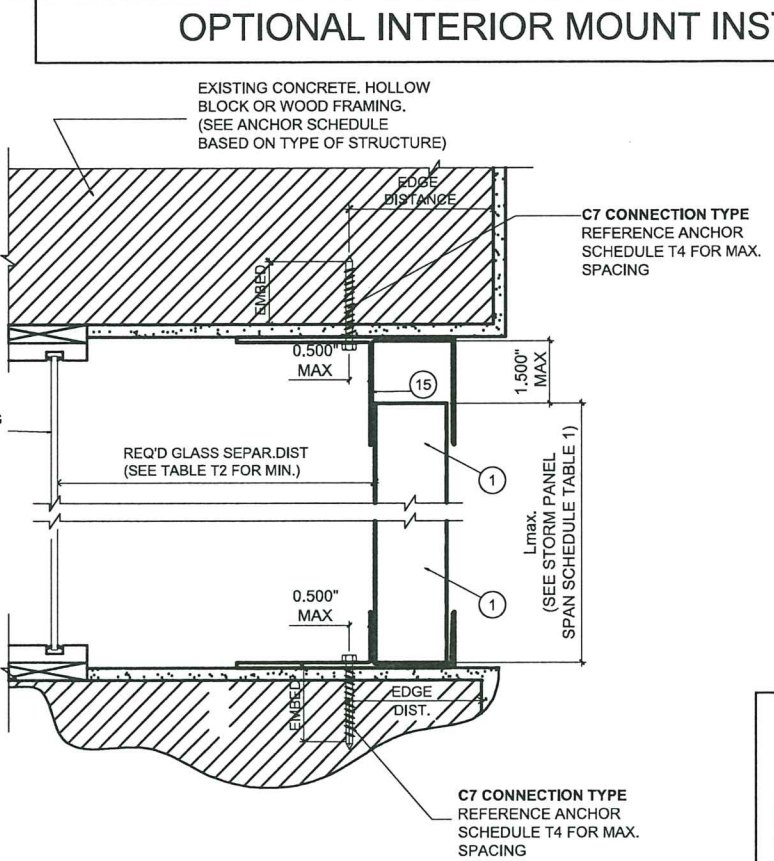 OPTIONAL INTERIOR MOUNT INST
EXISTING CONCRETE. HOLLOW
BLOCK OR WOOD FRAMING.
(SEE ANCHOR SCHEDULE
BASED ON TYPE OF STRUCTURE)
EDGE
DISTANCE
C7 CONNECTION TYPE
REFERENCE ANCHOR
SCHEDULE T4 FOR MAX.
SPACING
EMBED
0.500"
MAX
1.500"
MAX
15
REQ'D GLASS SEPAR.DIST
(SEE TABLE T2 FOR MIN.)
1
Lmax.
(SEE STORM PANEL
SPAN SCHEDULE TABLE 1)
0.500"
MAX
1
EMBED
EDGE
DIST.
C7 CONNECTION TYPE
REFERENCE ANCHOR
SCHEDULE T4 FOR MAX.
SPACING